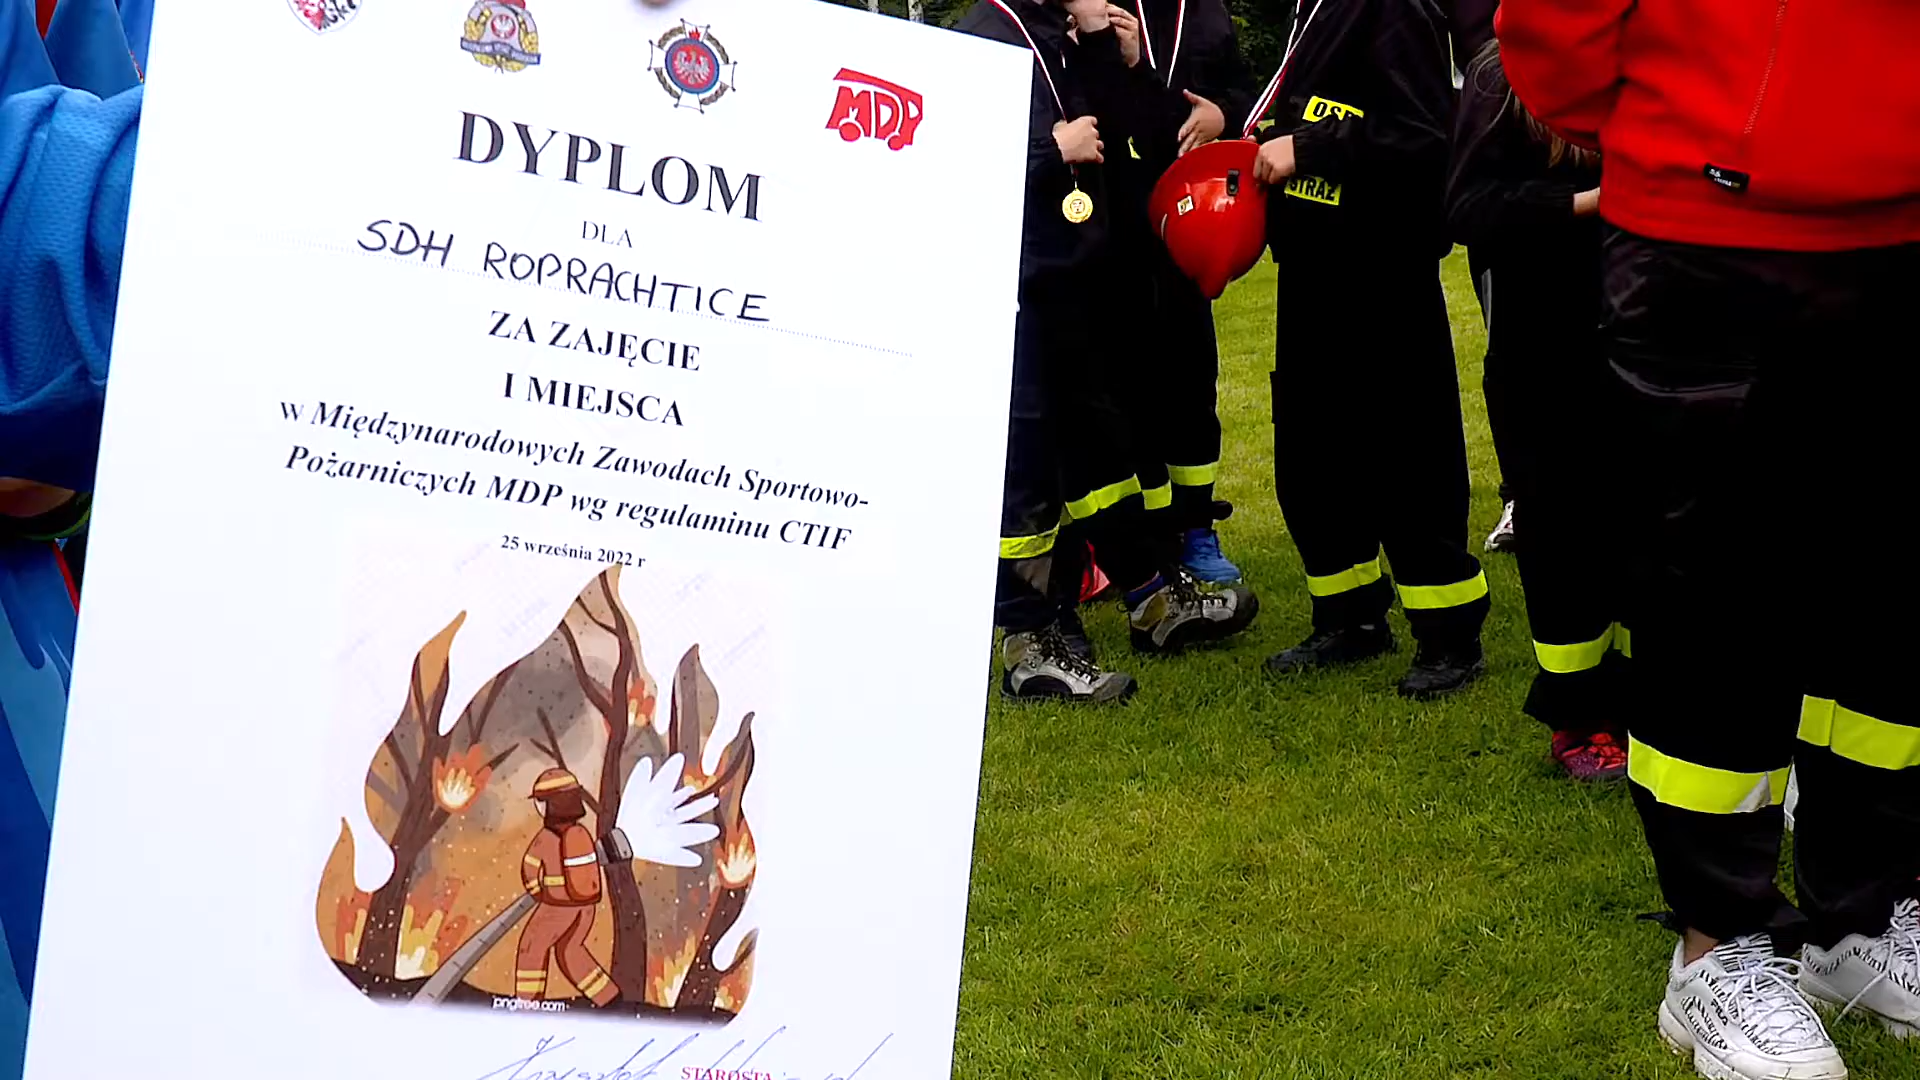 MDP
DYPLOM
DLA
SDH ROPRACHTICE
ZA ZAJĘCIE
I MIEJSCA
w Międzynarodowych Zawodach Sportowo-
Pożarniczych MDP wg regulaminu CTIF
25 września 2022 r
pngtree.com
STAROSTA
OSP
STRAŻ